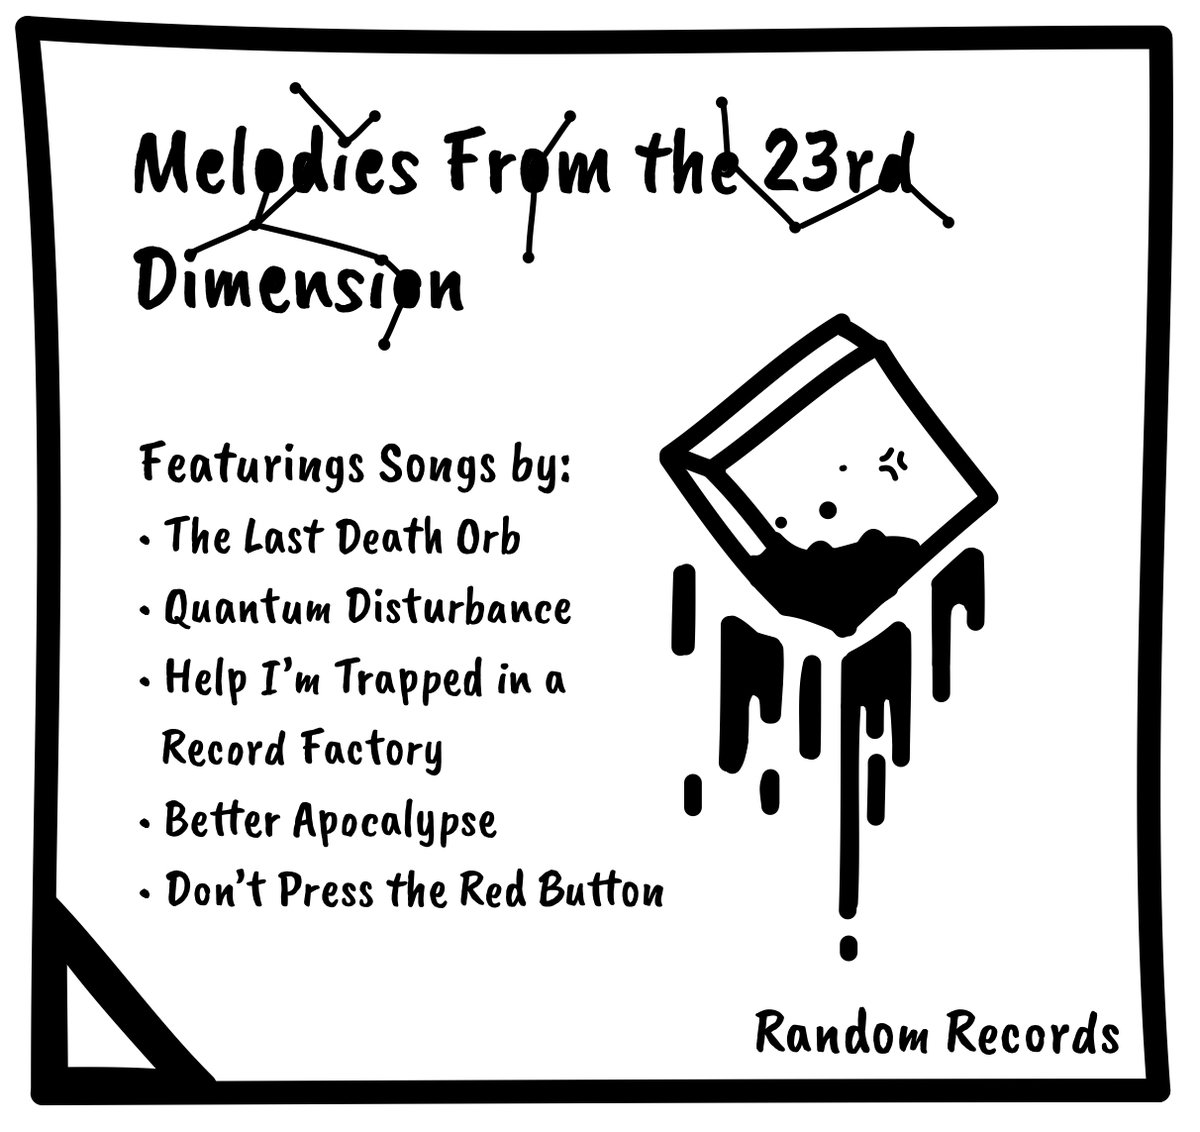 Melodies From the 23rd
Dimension
Featurings Songs by:
• The Last Death Orb
• Quantum Disturbance
• Help I'm Trapped in a
Record Factory
• Better Apocalypse
• Don't Press the Red Button
Random Records